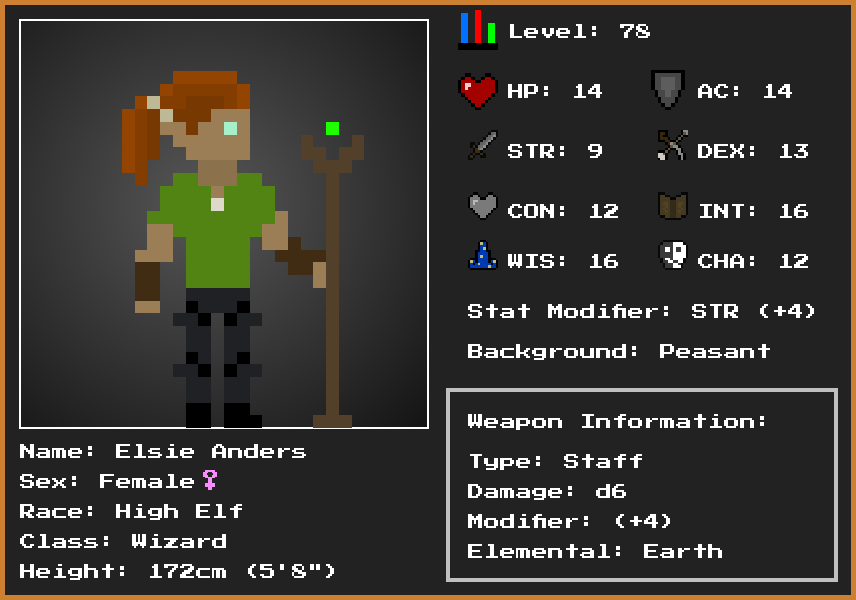 Level: 78
HP: 14 AC: 14
STR: 9 DEX: 13
CON: 12 INT: 16
WIS: 16 CHA: 12
Stat Modifier: STR (+4)
Background: Peasant
Weapon Information:
Type: Staff
Damage: d6
Modifier: (+4)
Elemental: Earth
Name: Elsie Anders
Sex: Female♀
Race: High Elf
Class: Wizard
Height: 172cm (5'8")